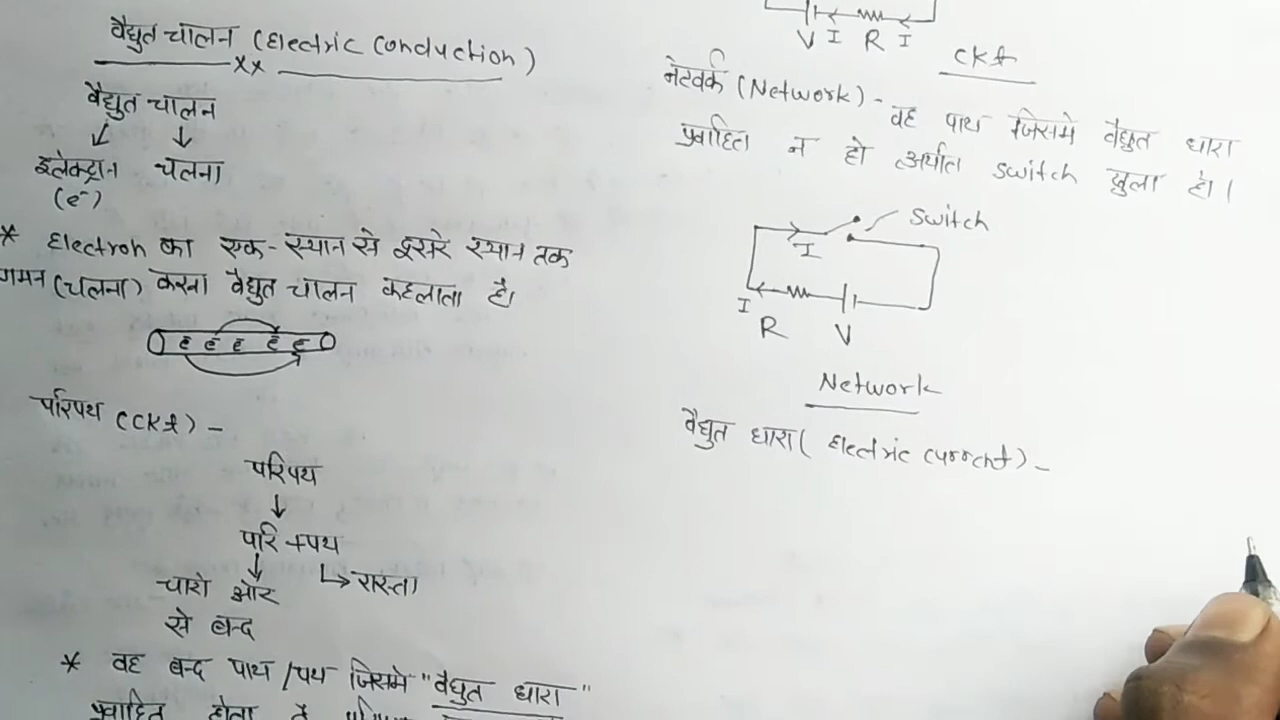 वैद्युत चालन (Electric Conduction)
वैद्युत चालन
इलेक्ट्रान चलना
(e⁻)
* Electron का एक-स्थान से दूसरे स्थान तक
गमन (चलना) करना वैद्युत चालन कहलाता है।
e e e e e
परिपथ (CKt) -
परिपथ
परि + पथ
चारो ओर → रास्ता
से बन्द
* वह बन्द पाथ / पथ जिसमे "वैद्युत धारा"
प्रवाहित होता है
V I R I
CKt
नेटवर्क (Network) - वह पाथ जिसमे वैद्युत धारा
प्रवाहित न हो अर्थात switch खुला हो।
Switch
I
I R V
Network
वैद्युत धारा ( Electric Current) -